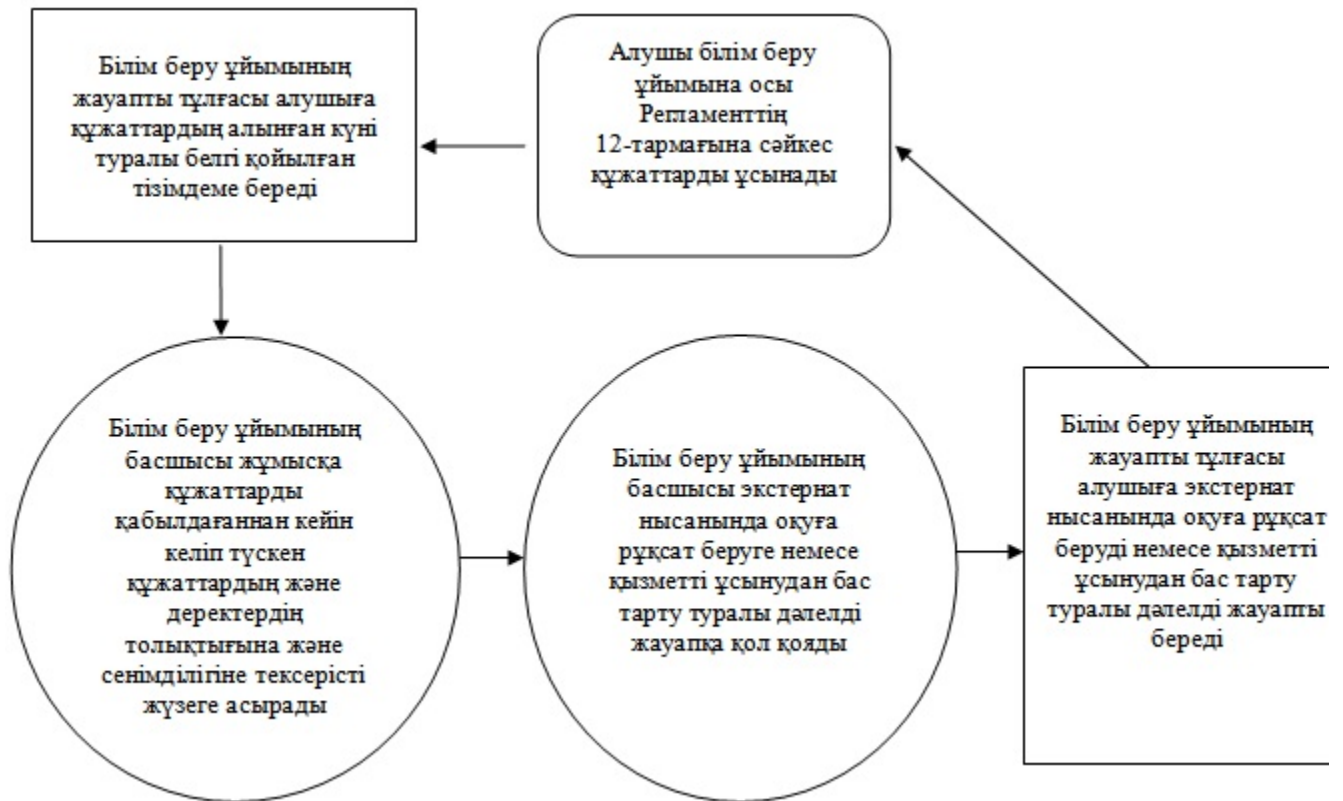 Білім беру ұйымының
жауапты тұлғасы алушыға
құжаттардың алынған күні
туралы белгі қойылған
тізімдеме береді
Алушы білім беру
ұйымына осы
Регламенттің
12-тармағына сәйкес
құжаттарды ұсынады
Білім беру ұйымының
басшысы жұмысқа
құжаттарды
қабылдағаннан кейін
келіп түскен
құжаттардың және
деректердің
толықтығына және
сенімділігіне тексерісті
жүзеге асырады
Білім беру ұйымының
басшысы экстернат
нысанында оқуға
рұқсат беруге немесе
қызметті ұсынудан бас
тарту туралы дәлелді
жауапқа қол қояды
Білім беру ұйымының
жауапты тұлғасы
алушыға экстернат
нысанында оқуға рұқсат
беруді немесе қызметті
ұсынудан бас тарту
туралы дәлелді жауапты
береді